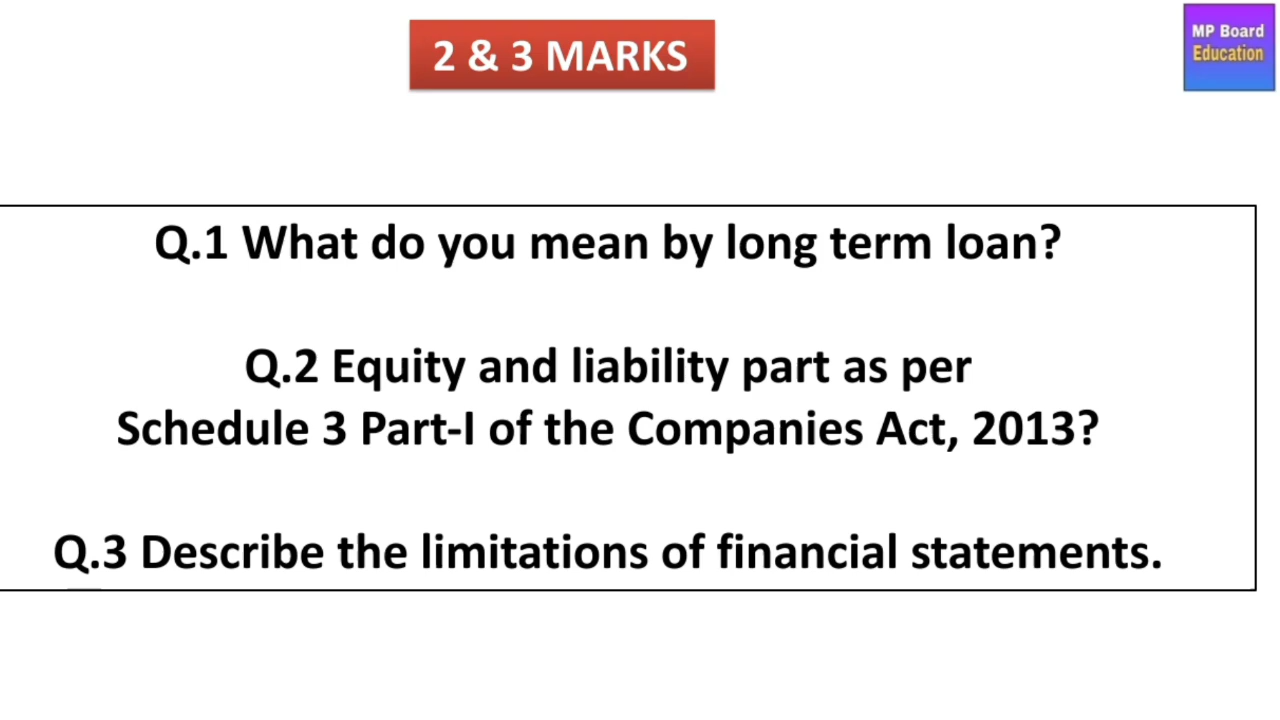 2 & 3 MARKS
MP Board
Education
Q.1 What do you mean by long term loan?
Q.2 Equity and liability part as per
Schedule 3 Part-I of the Companies Act, 2013?
Q.3 Describe the limitations of financial statements.